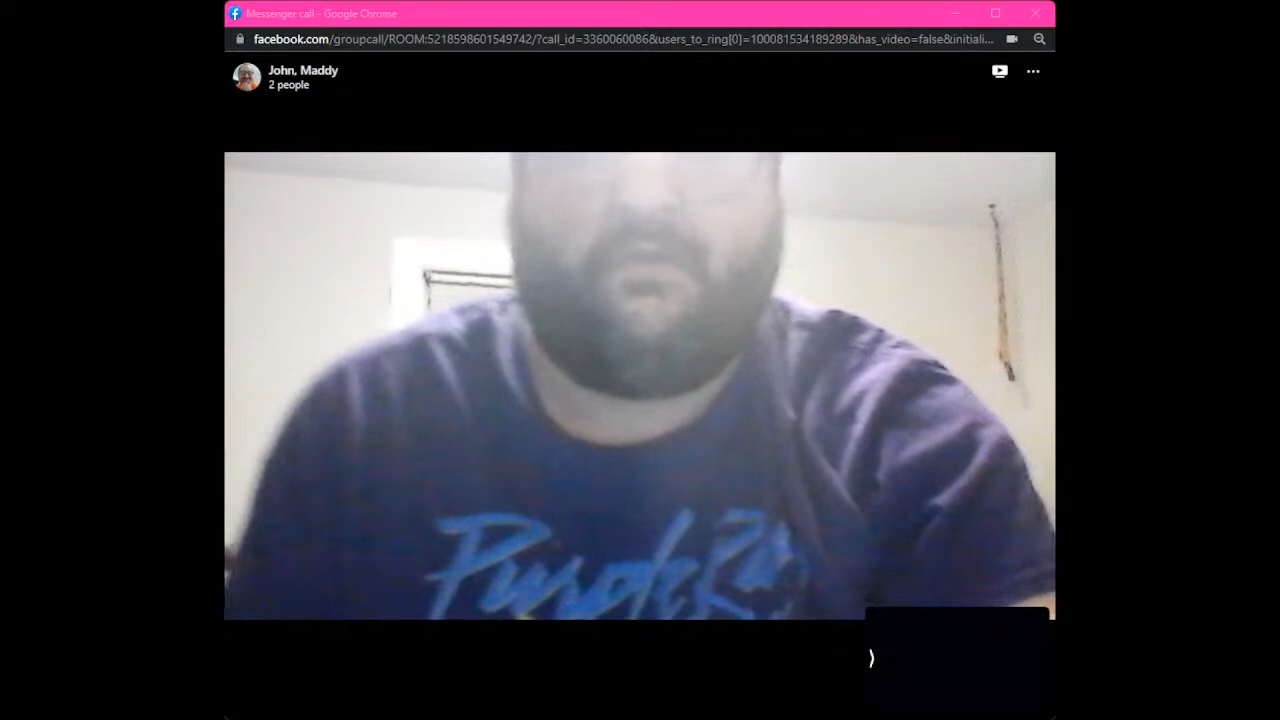 Messenger call - Google Chrome
facebook.com/groupcall/ROOM:5218598601549742/?call_id=3360060086&users_to_ring[0]=100081534189289&has_video=false&initiali...
John, Maddy
2 people
Purple